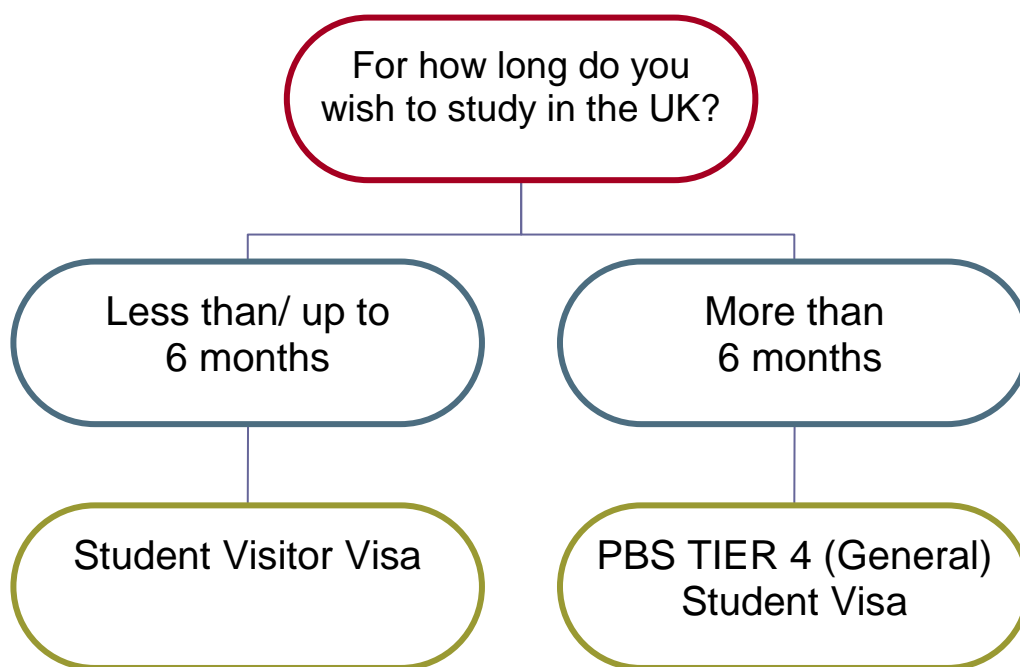 For how long do you
wish to study in the UK?
Less than/ up to
6 months
More than
6 months
Student Visitor Visa
PBS TIER 4 (General)
Student Visa